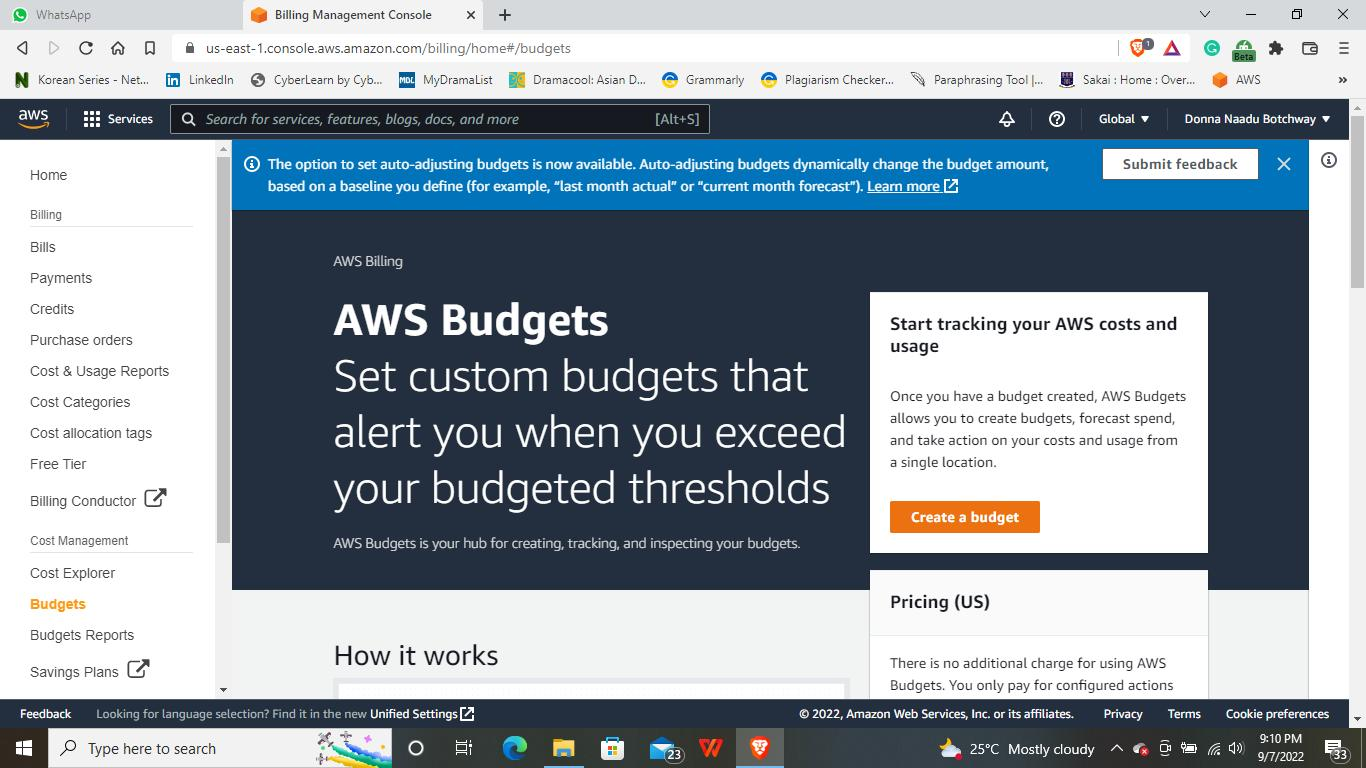 WhatsApp
Billing Management Console
us-east-1.console.aws.amazon.com/billing/home#/budgets
1
Beta
Korean Series - Net...
LinkedIn
CyberLearn by Cyb...
MDL MyDramaList
Dramacool: Asian D...
Grammarly
Plagiarism Checker...
Paraphrasing Tool |...
Sakai : Home : Over...
AWS
»
aws
Services
Search for services, features, blogs, docs, and more [Alt+S]
Global
Donna Naadu Botchway
Home
Billing
Bills
Payments
Credits
Purchase orders
Cost & Usage Reports
Cost Categories
Cost allocation tags
Free Tier
Billing Conductor
Cost Management
Cost Explorer
Budgets
Budgets Reports
Savings Plans
The option to set auto-adjusting budgets is now available. Auto-adjusting budgets dynamically change the budget amount,
based on a baseline you define (for example, “last month actual” or “current month forecast”). Learn more
Submit feedback
AWS Billing
AWS Budgets
Set custom budgets that
alert you when you exceed
your budgeted thresholds
AWS Budgets is your hub for creating, tracking, and inspecting your budgets.
Start tracking your AWS costs and
usage
Once you have a budget created, AWS Budgets
allows you to create budgets, forecast spend,
and take action on your costs and usage from
a single location.
Create a budget
Pricing (US)
There is no additional charge for using AWS
Budgets. You only pay for configured actions
How it works
Feedback
Looking for language selection? Find it in the new Unified Settings
© 2022, Amazon Web Services, Inc. or its affiliates.
Privacy
Terms
Cookie preferences
Type here to search
23
25°C Mostly cloudy
9:10 PM
9/7/2022
33